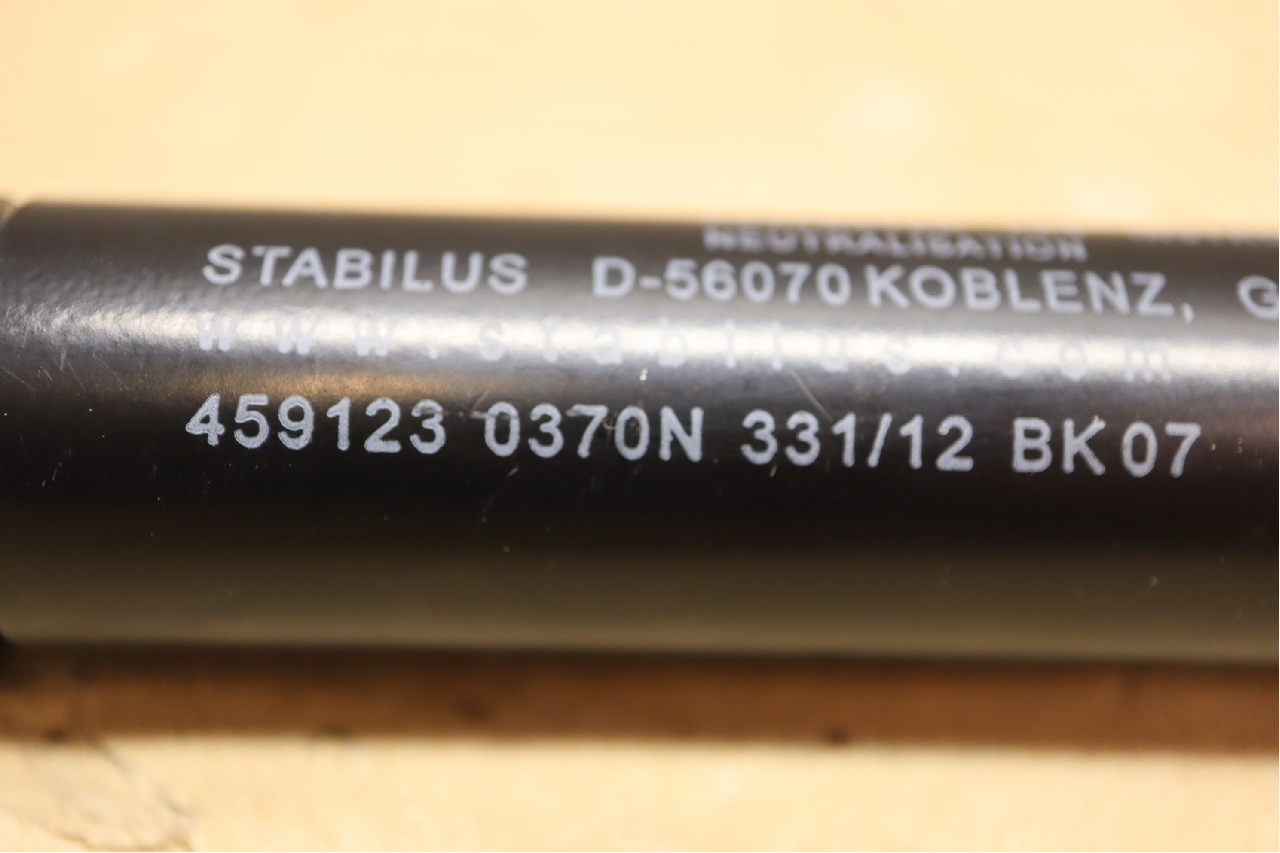 NEUTRALISATION
STABILUS D-56070 KOBLENZ, G
www.stabilus.com
459123 0370N 331/12 BK07